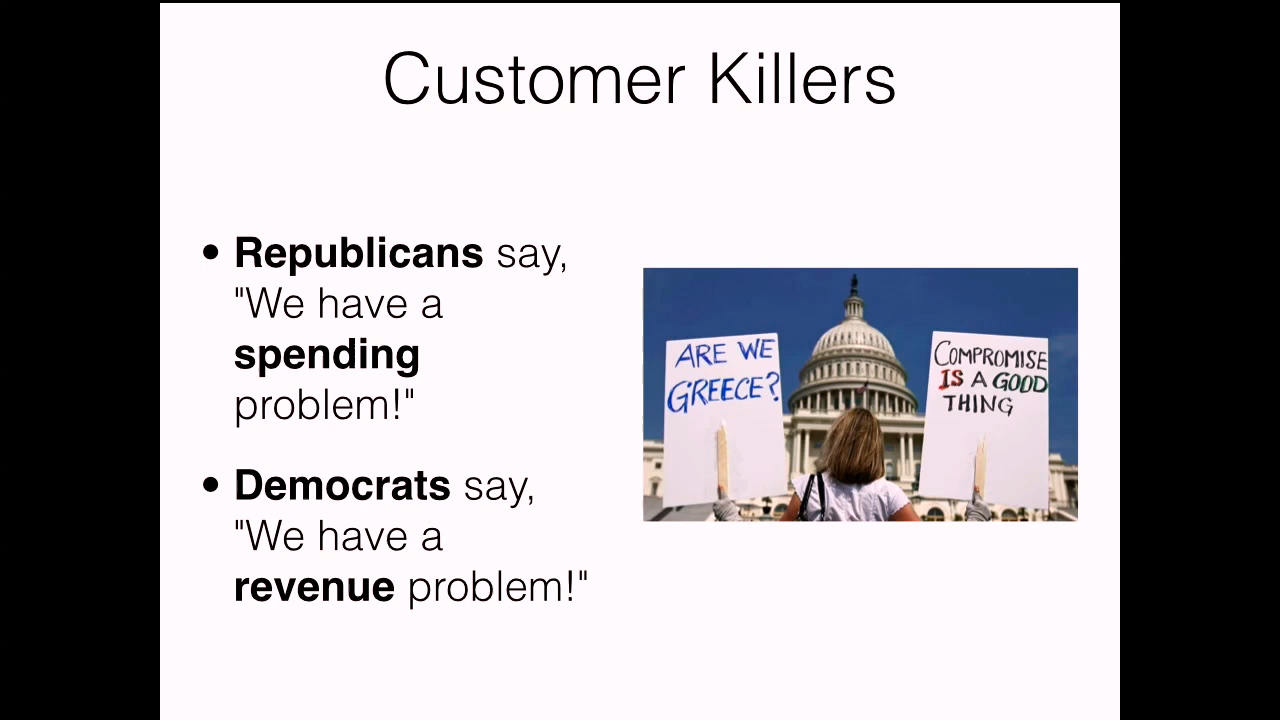 Customer Killers
• Republicans say,
"We have a
spending
problem!"
• Democrats say,
"We have a
revenue problem!"
ARE WE
GREECE?
COMPROMISE
IS A GOOD
THING